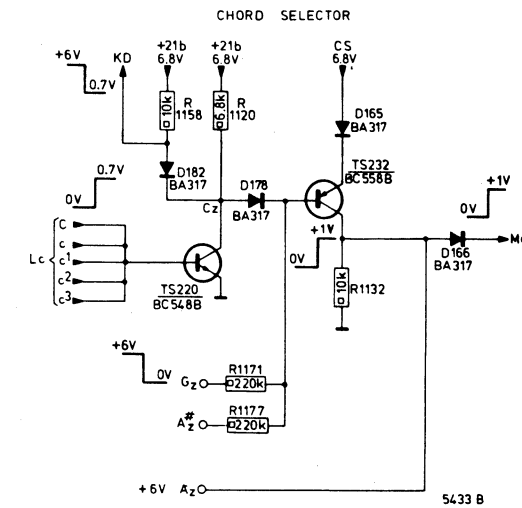 CHORD SELECTOR
+6V
0.7V
KD
+21b
6.8V
+21b
6.8V
CS
6.8V
10k
R
1158
6.8k
R
1120
D165
BA317
D182
BA317
0.7V
0V
D178
BA317
TS232
BC558B
+1V
0V
Cz
C
c
c1
c2
c3
Lc
TS220
BC548B
+1V
0V
D166
BA317
10k
R1132
+6V
0V
Gz
R1171
220k
A#z
R1177
220k
+6V Az
5433 B